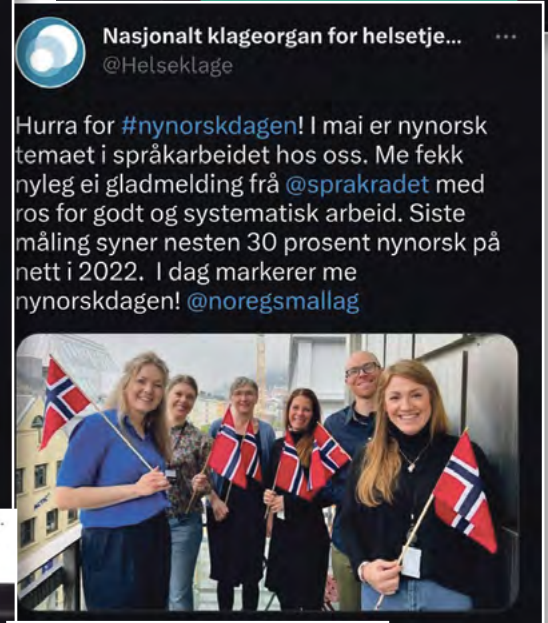 Nasjonalt klageorgan for helsetje...
@Helseklage
Hurra for #nynorskdagen! I mai er nynorsk
temaet i språkarbeidet hos oss. Me fekk
nyleg ei gladmelding frå @sprakradet med
ros for godt og systematisk arbeid. Siste
måling syner nesten 30 prosent nynorsk på
nett i 2022. I dag markerer me
nynorskdagen! @noregsmallag